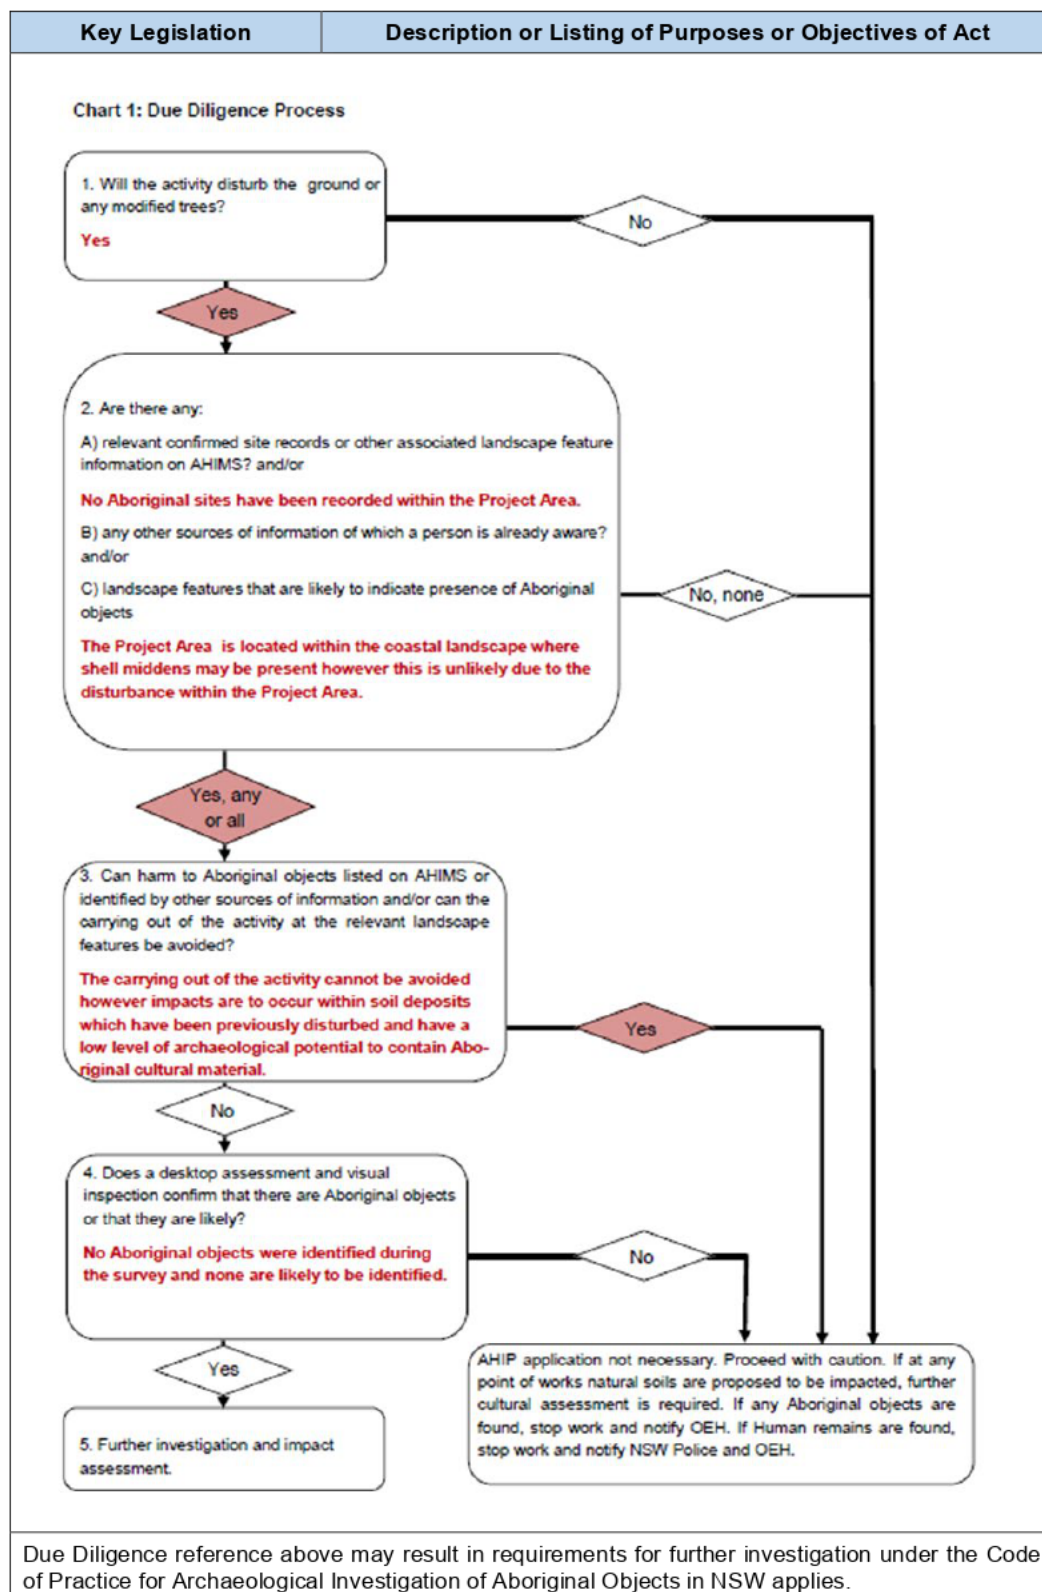 Key Legislation
Description or Listing of Purposes or Objectives of Act
Chart 1: Due Diligence Process
1. Will the activity disturb the ground or
any modified trees?
Yes
No
Yes
2. Are there any:
A) relevant confirmed site records or other associated landscape feature
information on AHIMS? and/or
No Aboriginal sites have been recorded within the Project Area.
B) any other sources of information of which a person is already aware?
and/or
C) landscape features that are likely to indicate presence of Aboriginal
objects
The Project Area is located within the coastal landscape where
shell middens may be present however this is unlikely due to the
disturbance within the Project Area.
No, none
Yes, any
or all
3. Can harm to Aboriginal objects listed on AHIMS or
identified by other sources of information and/or can the
carrying out of the activity at the relevant landscape
features be avoided?
The carrying out of the activity cannot be avoided
however impacts are to occur within soil deposits
which have been previously disturbed and have a
low level of archaeological potential to contain Abo-
riginal cultural material.
Yes
No
4. Does a desktop assessment and visual
inspection confirm that there are Aboriginal objects
or that they are likely?
No Aboriginal objects were identified during
the survey and none are likely to be identified.
No
Yes
AHIP application not necessary. Proceed with caution. If at any
point of works natural soils are proposed to be impacted, further
cultural assessment is required. If any Aboriginal objects are
found, stop work and notify OEH. If Human remains are found,
stop work and notify NSW Police and OEH.
5. Further investigation and impact
assessment.
Due Diligence reference above may result in requirements for further investigation under the Code
of Practice for Archaeological Investigation of Aboriginal Objects in NSW applies.